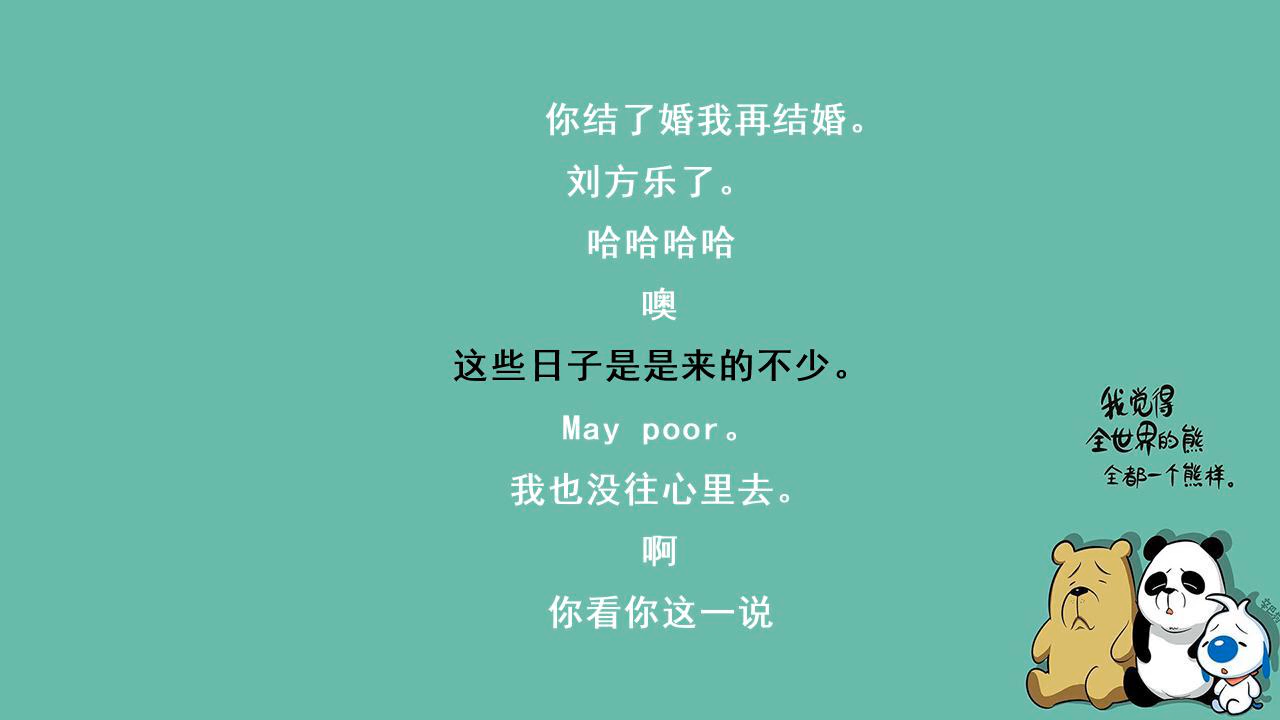 你结了婚我再结婚。
刘方乐了。
哈哈哈哈
噢
这些日子是是来的不少。
May poor。
我也没往心里去。
啊
你看你这一说
我觉得
全世界的熊
全都一个熊样。